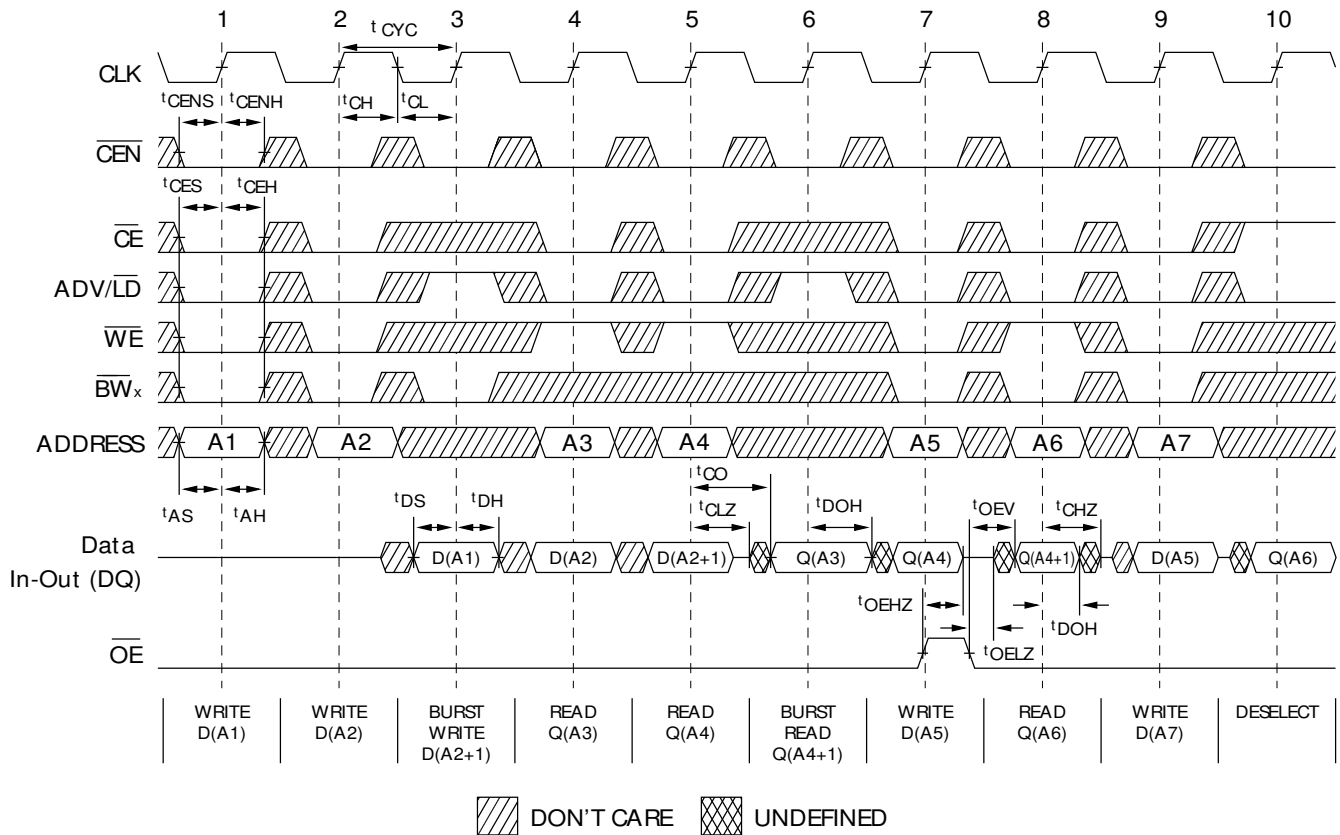 1 2 3 4 5 6 7 8 9 10
tCYC
CLK
tCENS tCENH tCH tCL
CEN
tCES tCEH
CE
ADV/LD
WE
BWx
ADDRESS A1 A2 A3 A4 A5 A6 A7
tAS tAH tDS tDH tCO tCLZ tDOH tOEV tCHZ
Data
In-Out (DQ)
D(A1) D(A2) D(A2+1) Q(A3) Q(A4) Q(A4+1) D(A5) Q(A6)
tOEHZ tDOH
tOELZ
OE
WRITE
D(A1)
WRITE
D(A2)
BURST
WRITE
D(A2+1)
READ
Q(A3)
READ
Q(A4)
BURST
READ
Q(A4+1)
WRITE
D(A5)
READ
Q(A6)
WRITE
D(A7)
DESELECT
DON'T CARE UNDEFINED